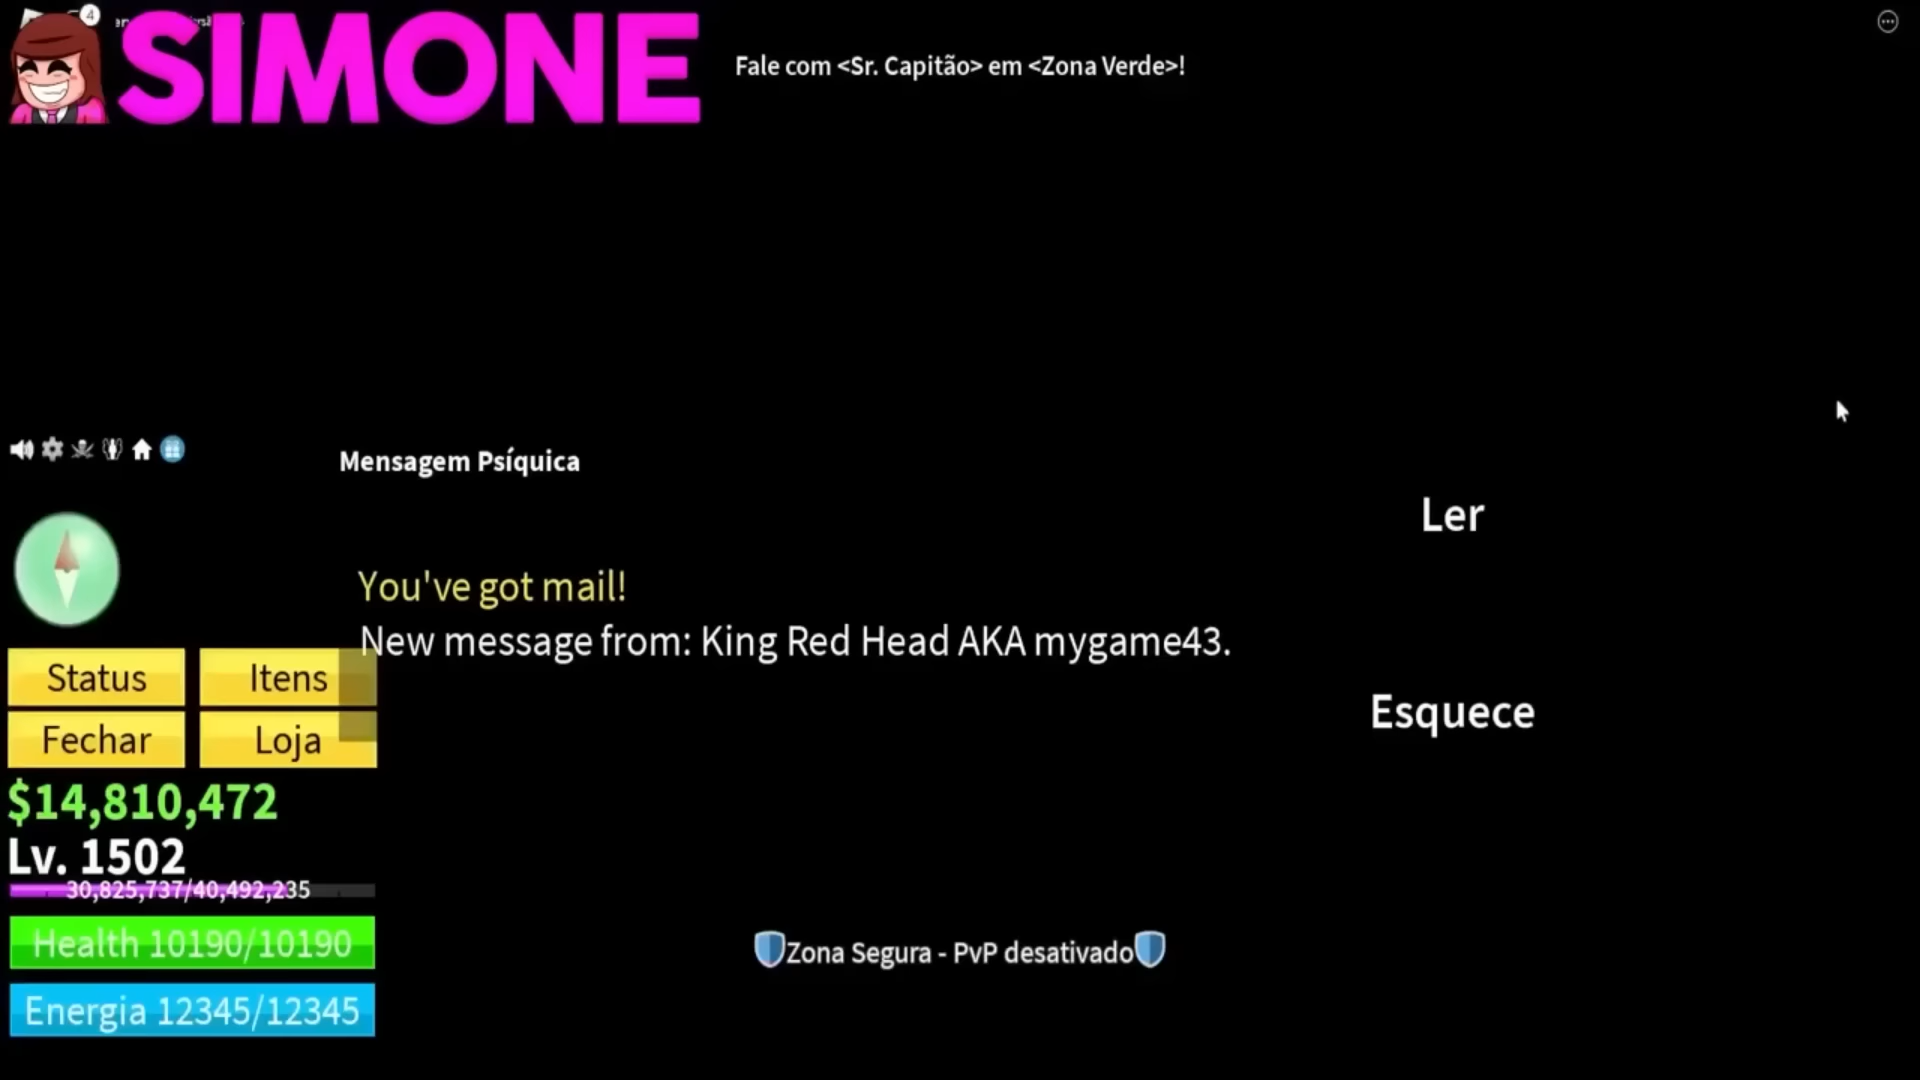 4
SIMONE
Fale com <Sr. Capitão> em <Zona Verde>!
Mensagem Psíquica
Ler
You've got mail!
New message from: King Red Head AKA mygame43.
Esquece
Status
Itens
Fechar
Loja
$14,810,472
Lv. 1502
30,825,737/40,492,235
Health 10190/10190
Energia 12345/12345
Zona Segura - PvP desativado